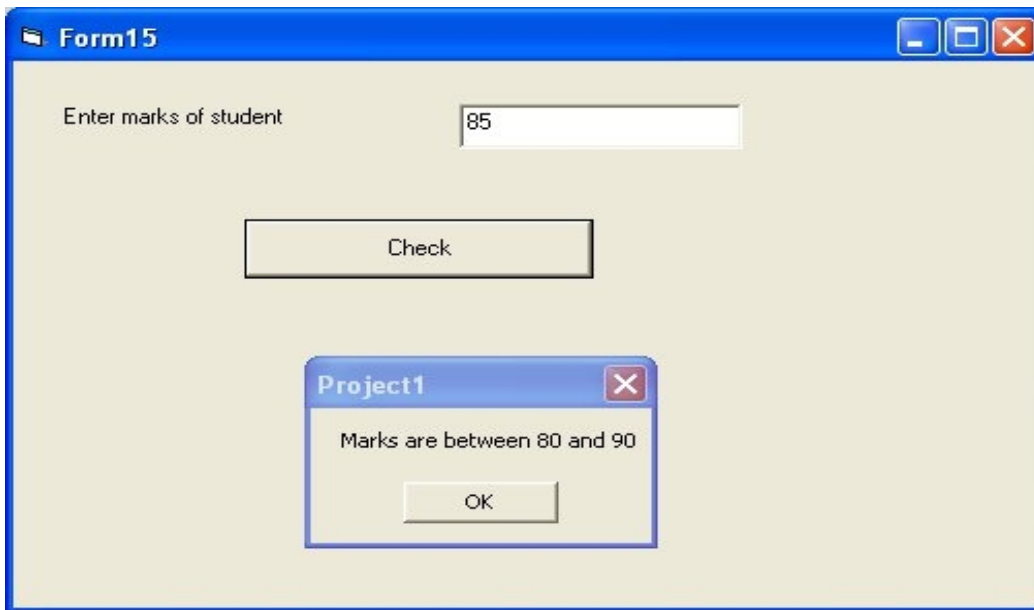 Form15
Enter marks of student 85
Check
Project1
Marks are between 80 and 90
OK